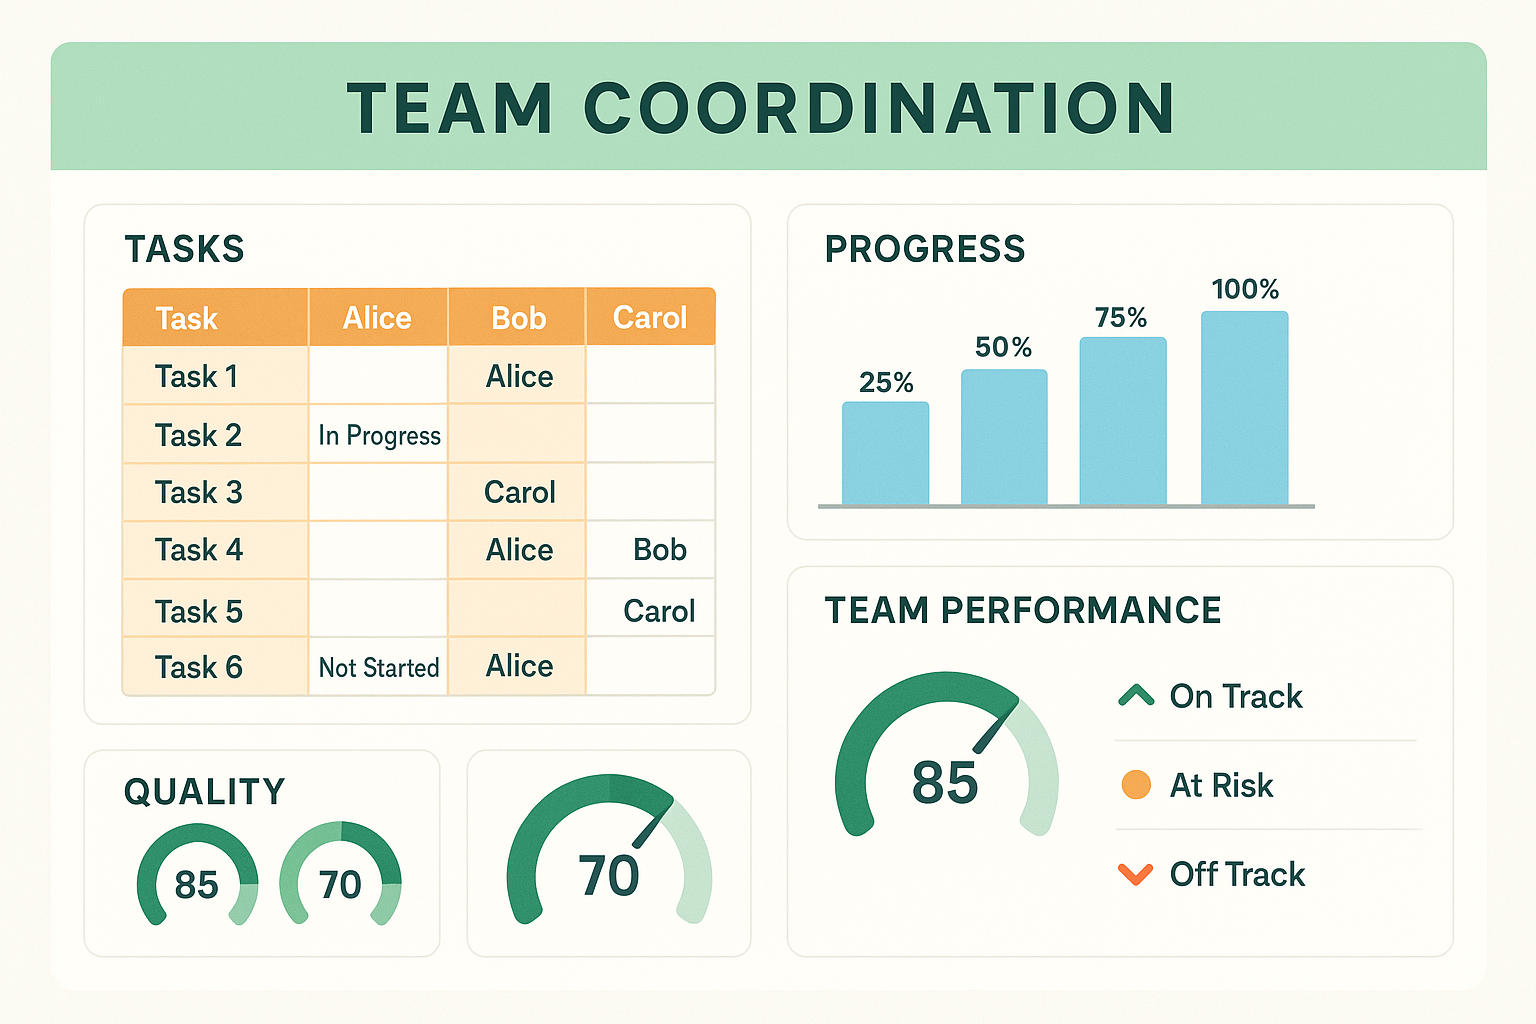 TEAM COORDINATION
TASKS
Task Alice Bob Carol
Task 1 Alice
Task 2 In Progress
Task 3 Carol
Task 4 Alice Bob
Task 5 Carol
Task 6 Not Started Alice
PROGRESS
25% 50% 75% 100%
QUALITY
85 70
70
TEAM PERFORMANCE
85
On Track
At Risk
Off Track